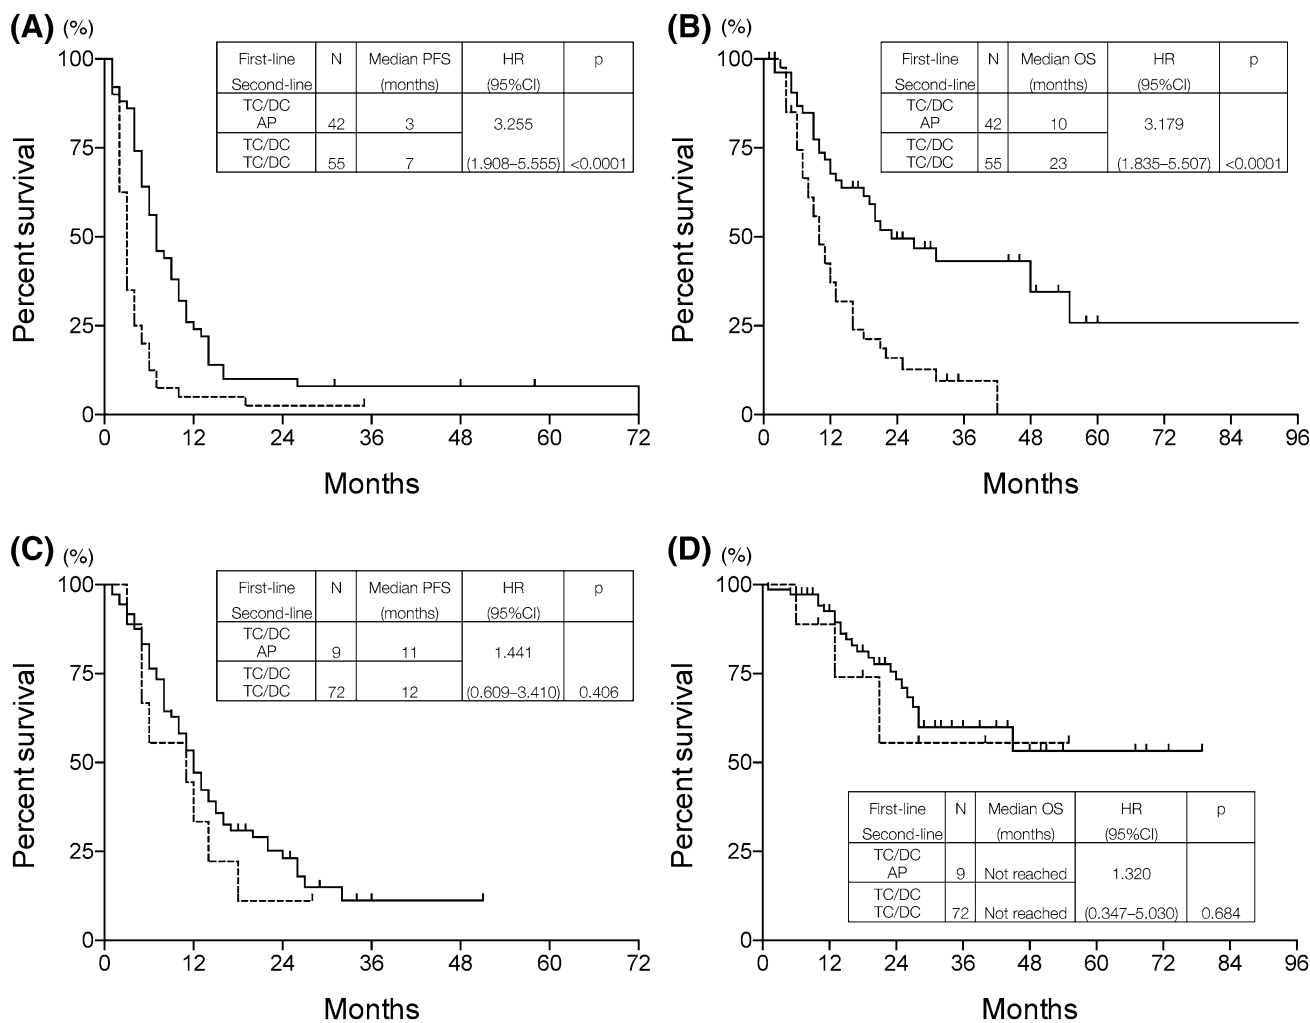 (A) (%)
First-line N Median PFS HR p
Second-line (months) (95%CI)
TC/DC
AP 42 3 3.255
TC/DC
TC/DC 55 7 (1.908–5.555) <0.0001
100
75
50
25
0
Percent survival
0 12 24 36 48 60 72
Months
(B) (%)
First-line N Median OS HR p
Second-line (months) (95%CI)
TC/DC
AP 42 10 3.179
TC/DC
TC/DC 55 23 (1.835–5.507) <0.0001
100
75
50
25
0
Percent survival
0 12 24 36 48 60 72 84 96
Months
(C) (%)
First-line N Median PFS HR p
Second-line (months) (95%CI)
TC/DC
AP 9 11 1.441
TC/DC
TC/DC 72 12 (0.609–3.410) 0.406
100
75
50
25
0
Percent survival
0 12 24 36 48 60 72
Months
(D) (%)
100
75
50
25
0
Percent survival
First-line N Median OS HR p
Second-line (months) (95%CI)
TC/DC
AP 9 Not reached 1.320
TC/DC
TC/DC 72 Not reached (0.347–5.030) 0.684
0 12 24 36 48 60 72 84 96
Months